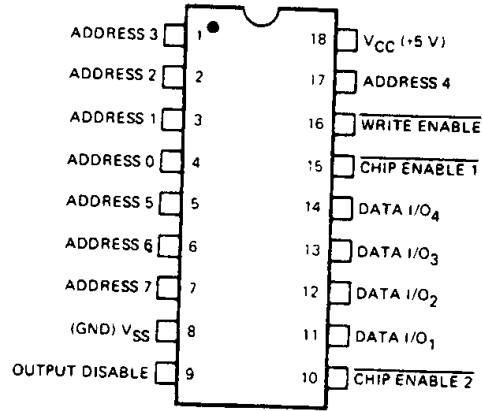 ADDRESS 3 1 18 VCC (+5 V)
ADDRESS 2 2 17 ADDRESS 4
ADDRESS 1 3 16 WRITE ENABLE
ADDRESS 0 4 15 CHIP ENABLE 1
ADDRESS 5 5 14 DATA I/O4
ADDRESS 6 6 13 DATA I/O3
ADDRESS 7 7 12 DATA I/O2
(GND) VSS 8 11 DATA I/O1
OUTPUT DISABLE 9 10 CHIP ENABLE 2